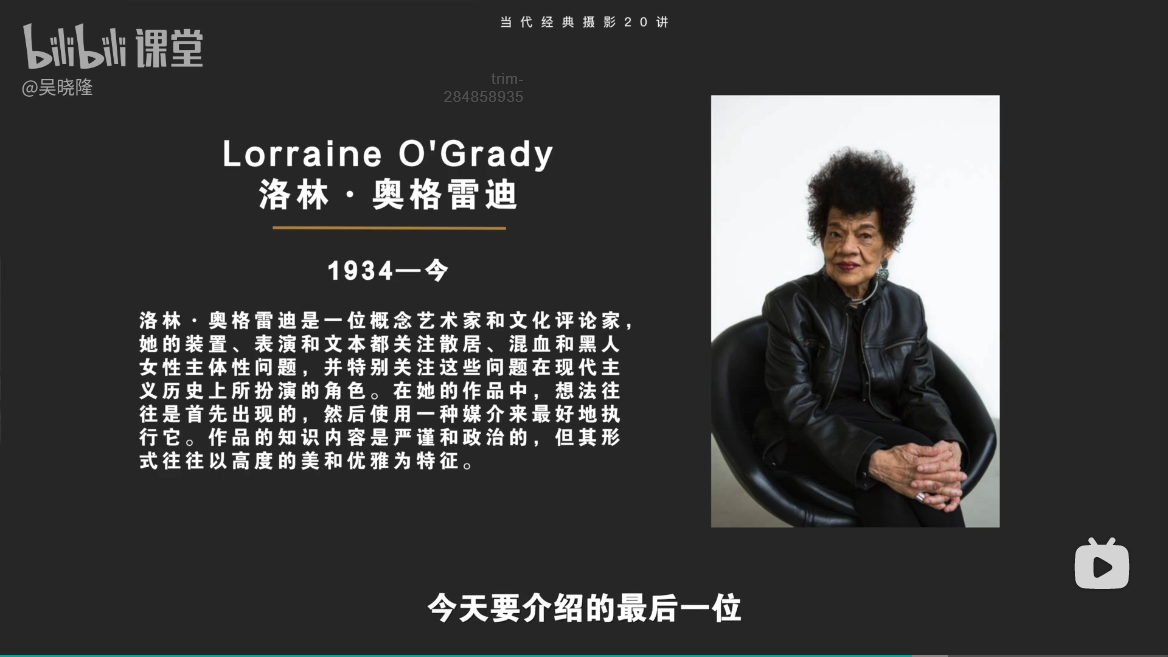 当代经典摄影20讲
bilibili 课堂
@吴晓隆
trim-
284858935
Lorraine O'Grady
洛林·奥格雷迪
1934—今
洛林·奥格雷迪是一位概念艺术家和文化评论家，
她的装置、表演和文本都关注散居、混血和黑人
女性主体性问题，并特别关注这些问题在现代主
义历史上所扮演的角色。在她的作品中，想法往
往是首先出现的，然后使用一种媒介来最好地执
行它。作品的知识内容是严谨和政治的，但其形
式往往以高度的美和优雅为特征。
今天要介绍的最后一位